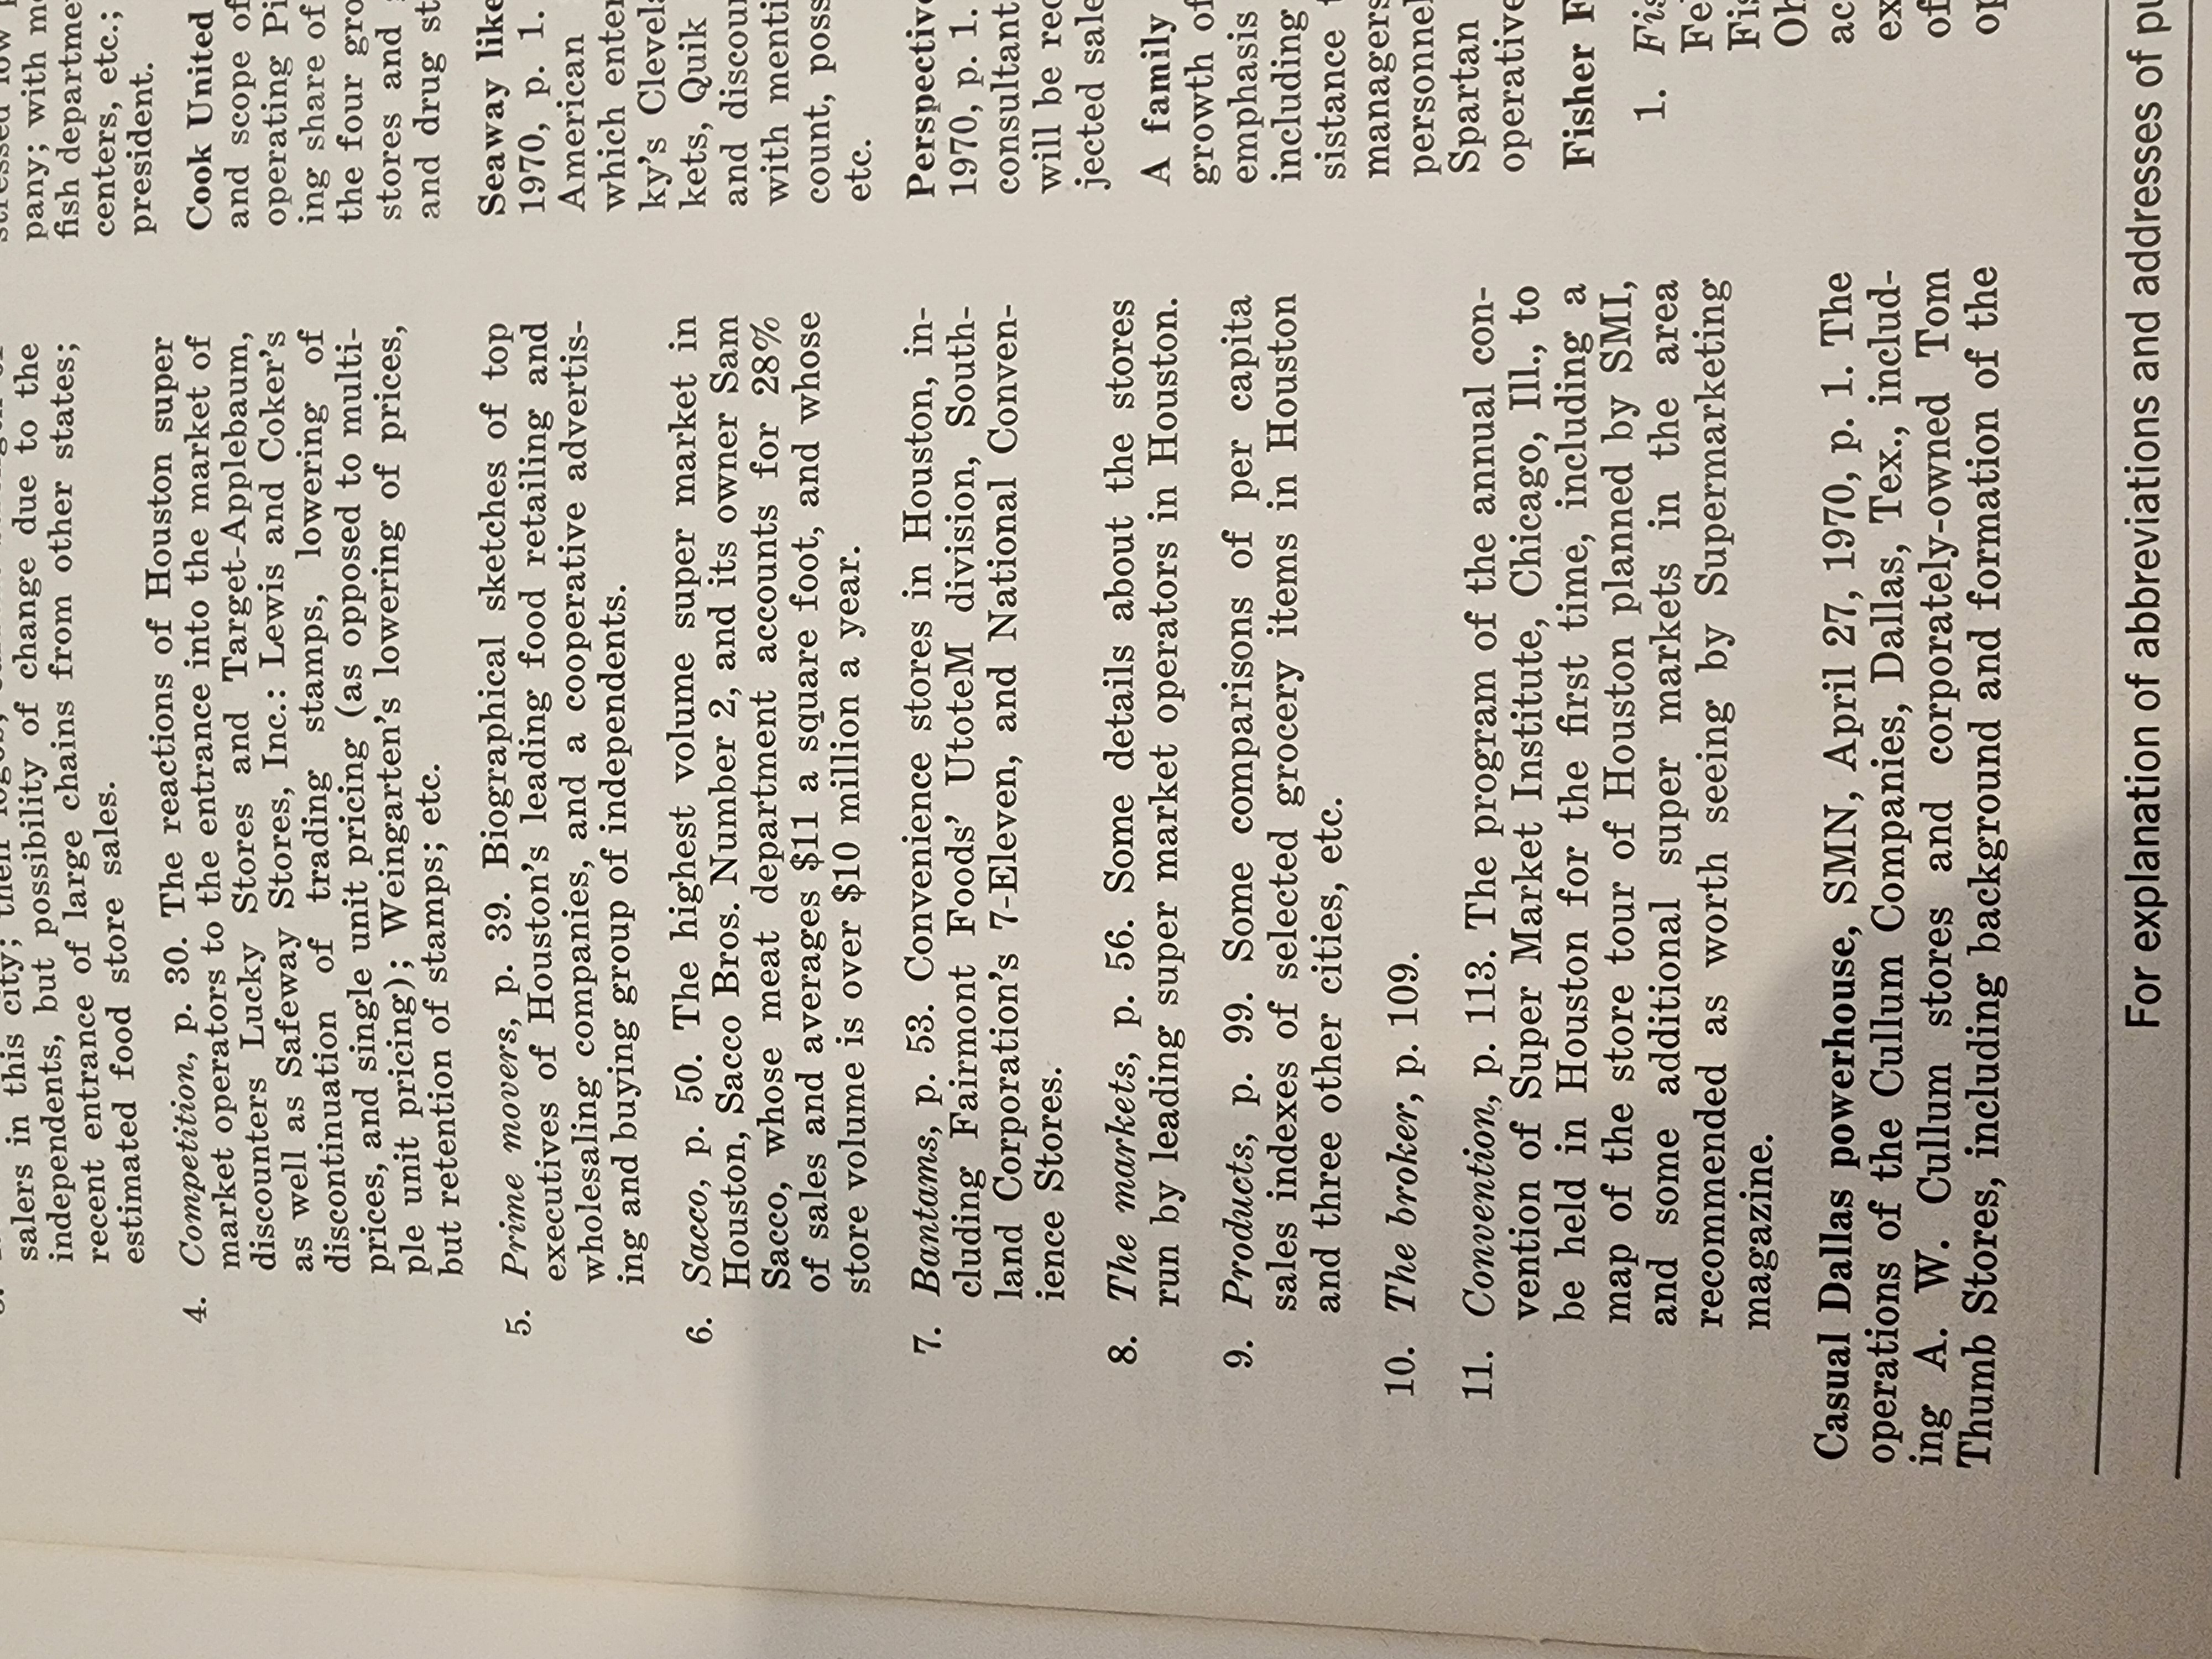 salers in this city; their
independents, but possibility of change due to the
recent entrance of large chains from other states;
estimated food store sales.
4. Competition, p. 30. The reactions of Houston super
market operators to the entrance into the market of
discounters Lucky Stores and Target-Applebaum,
as well as Safeway Stores, Inc.: Lewis and Coker's
discontinuation of trading stamps, lowering of
prices, and single unit pricing (as opposed to multi-
ple unit pricing); Weingarten's lowering of prices,
but retention of stamps; etc.
5. Prime movers, p. 39. Biographical sketches of top
executives of Houston's leading food retailing and
wholesaling companies, and a cooperative advertis-
ing and buying group of independents.
6. Sacco, p. 50. The highest volume super market in
Houston, Sacco Bros. Number 2, and its owner Sam
Sacco, whose meat department accounts for 28%
of sales and averages $11 a square foot, and whose
store volume is over $10 million a year.
7. Bantams, p. 53. Convenience stores in Houston, in-
cluding Fairmont Foods' UtoteM division, South-
land Corporation's 7-Eleven, and National Conven-
ience Stores.
8. The markets, p. 56. Some details about the stores
run by leading super market operators in Houston.
9. Products, p. 99. Some comparisons of per capita
sales indexes of selected grocery items in Houston
and three other cities, etc.
10. The broker, p. 109.
11. Convention, p. 113. The program of the annual con-
vention of Super Market Institute, Chicago, Ill., to
be held in Houston for the first time, including a
map of the store tour of Houston planned by SMI,
and some additional super markets in the area
recommended as worth seeing by Supermarketing
magazine.
Casual Dallas powerhouse, SMN, April 27, 1970, p. 1. The
operations of the Cullum Companies, Dallas, Tex., includ-
ing A. W. Cullum stores and corporately-owned Tom
Thumb Stores, including background and formation of the
pany; with
fish
centers, etc.;
president.
Cook United
and scope of
operating
ing share of
the four
stores and
and drug
Seaway like
1970, p. 1.
American
which
ky's
kets, Quik
and
with
count,
etc.
1970, p. 1.
consultant
will be
jected
A family
growth of
emphasis
including
sistance
managers
personnel
Spartan
operative
Fisher
1.
For explanation of abbreviations and addresses of